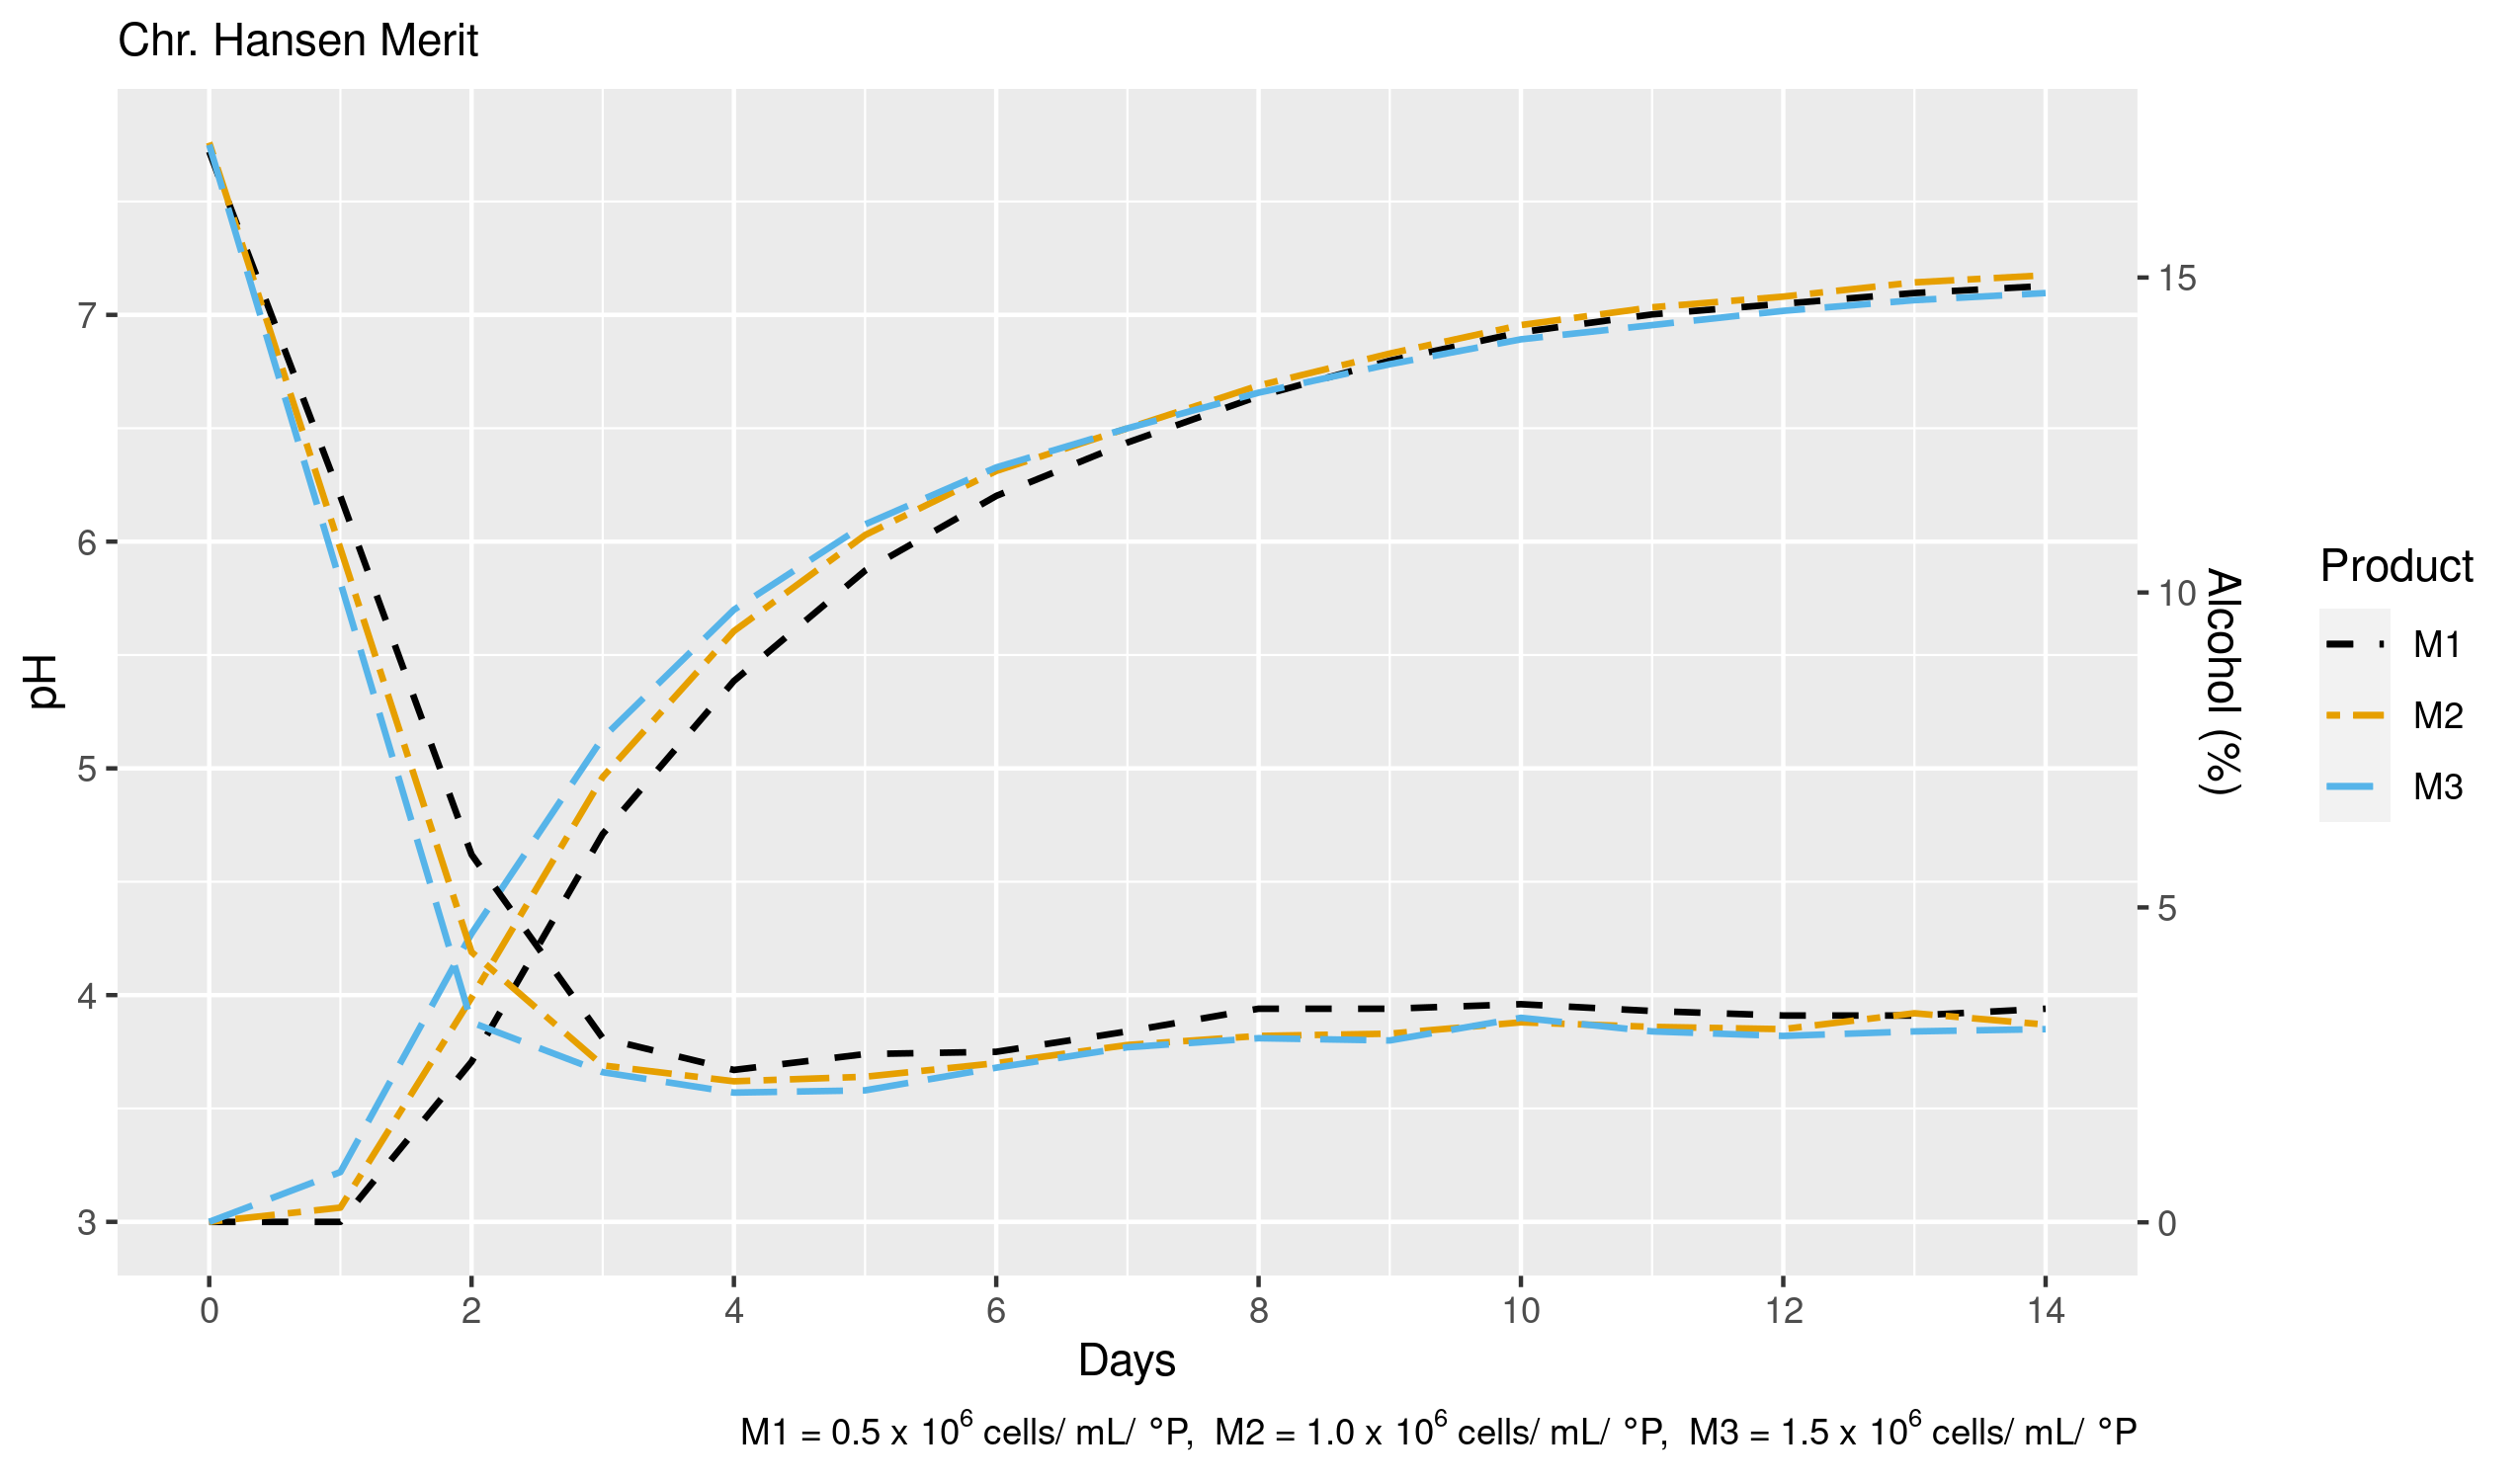 Chr. Hansen Merit
7
6
5
4
3
pH
15
10
5
0
Alcohol (%)
0 2 4 6 8 10 12 14
Days
Product
M1
M2
M3
M1 = 0.5 x 10⁶ cells/ mL/ °P, M2 = 1.0 x 10⁶ cells/ mL/ °P, M3 = 1.5 x 10⁶ cells/ mL/ °P